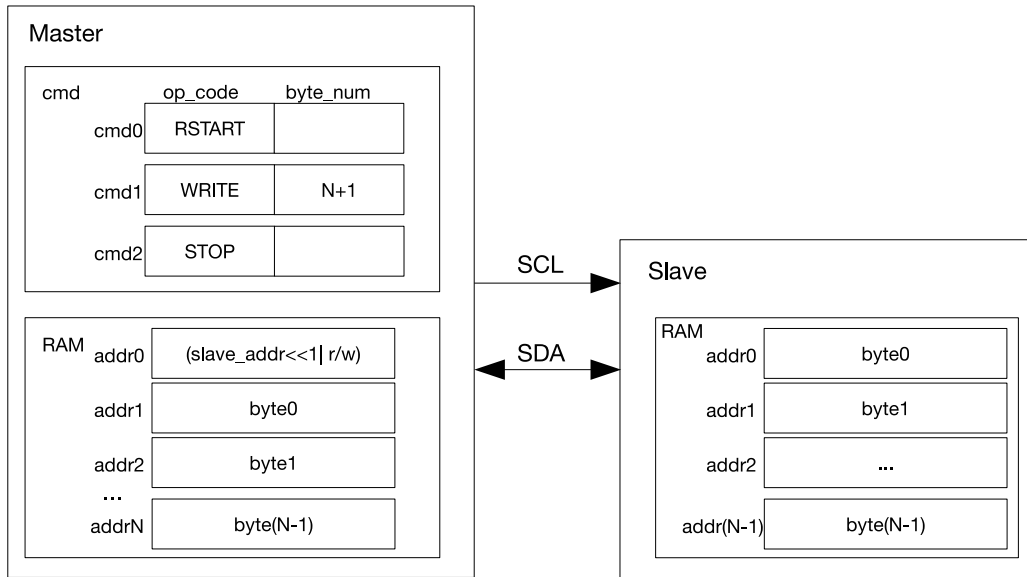 Master
cmd op_code byte_num
cmd0 RSTART
cmd1 WRITE N+1
cmd2 STOP
RAM
addr0 (slave_addr<<1| r/w)
addr1 byte0
addr2 byte1
...
addrN byte(N-1)
SCL
SDA
Slave
RAM
addr0 byte0
addr1 byte1
addr2 ...
addr(N-1) byte(N-1)